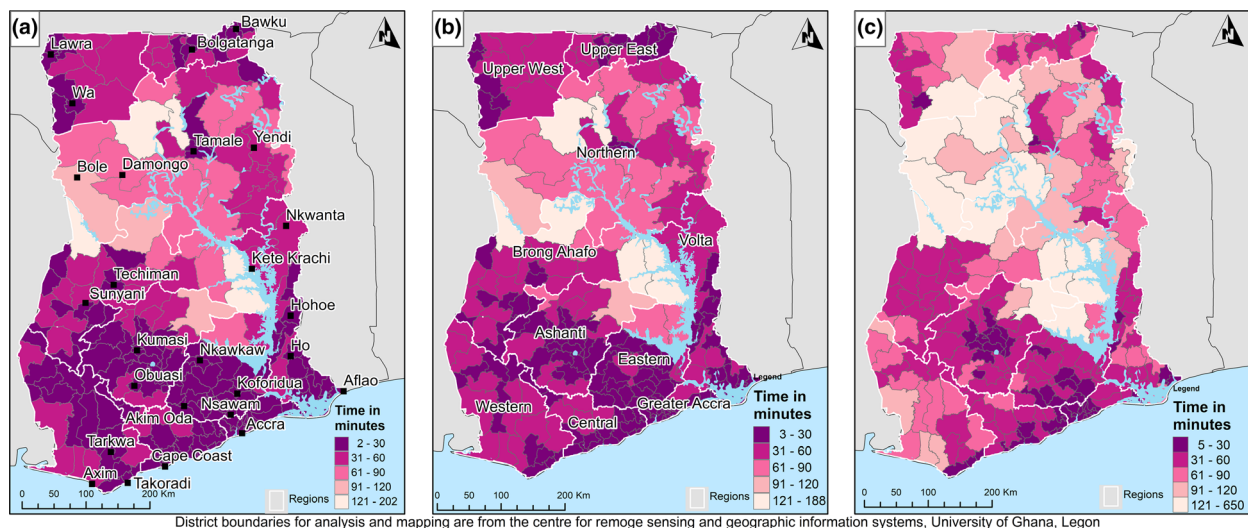 (a)
N
Bawku
Lawra
Bolgatanga
Wa
Tamale
Yendi
Bole
Damongo
Nkwanta
Kete Krachi
Techiman
Sunyani
Hohoe
Kumasi
Nkawkaw
Ho
Obuasi
Koforidua
Aflao
Akim Oda
Nsawam
Accra
Tarkwa
Cape Coast
Axim
Takoradi
Time in
minutes
2 - 30
31 - 60
61 - 90
91 - 120
121 - 202
0 100 200 Km
Regions
(b)
N
Upper East
Upper West
Northern
Brong Ahafo
Volta
Ashanti
Eastern
Western
Central
Greater Accra
Legend
Time in
minutes
3 - 30
31 - 60
61 - 90
91 - 120
121 - 188
0 100 200 Km
Regions
(c)
N
Legend
Time in
minutes
5 - 30
31 - 60
61 - 90
91 - 120
121 - 650
0 100 200 Km
Regions
District boundaries for analysis and mapping are from the centre for remoge sensing and geographic information systems, University of Ghana, Legon